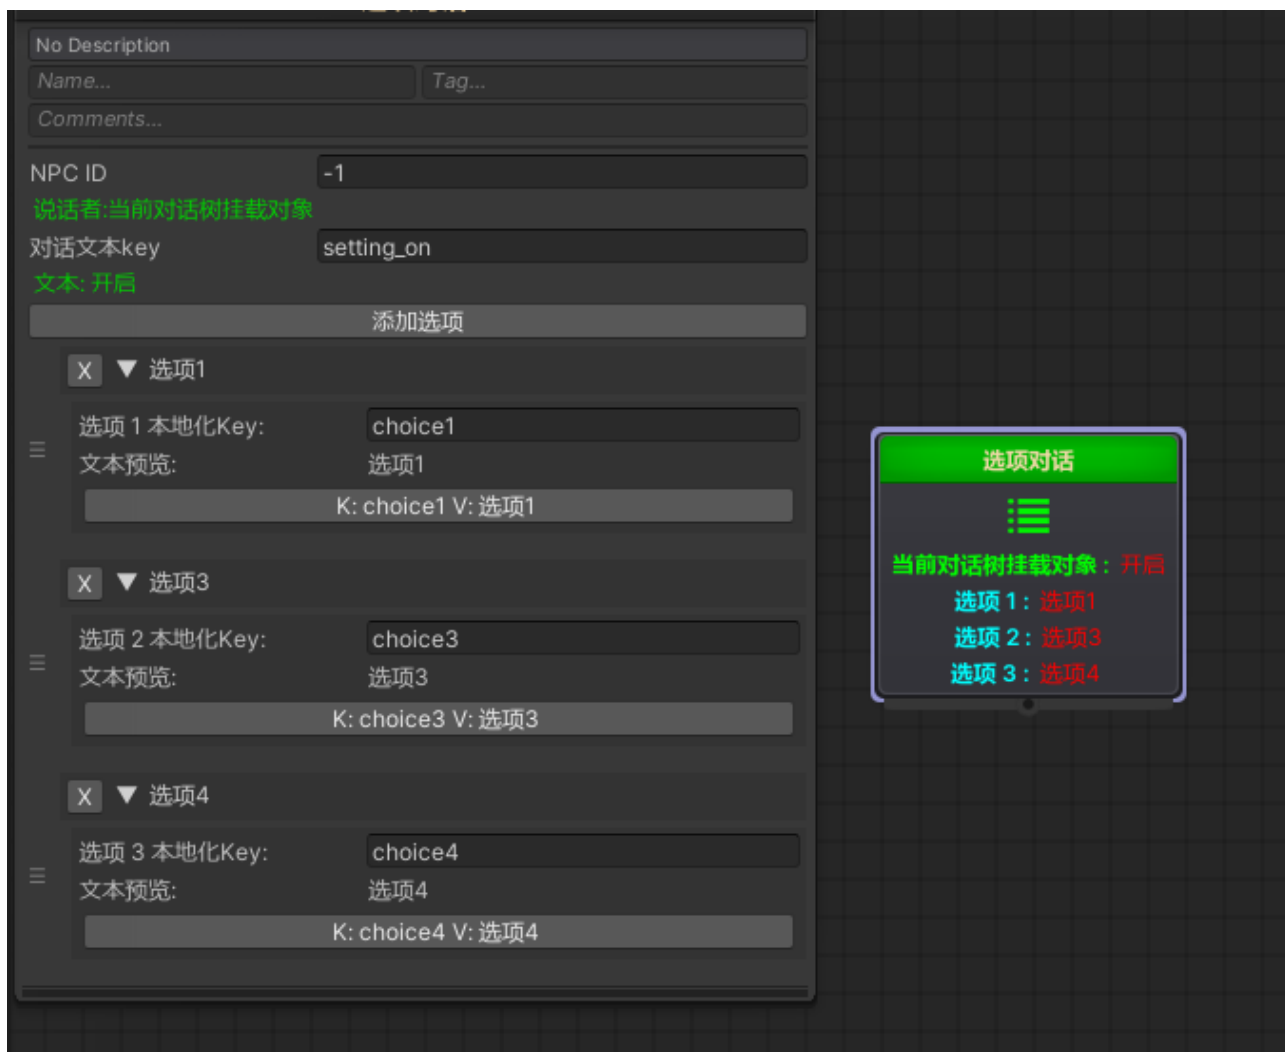 No Description
Name... Tag...
Comments...
NPC ID -1
说话者:当前对话树挂载对象
对话文本key setting_on
文本: 开启
添加选项
X ▼ 选项1
选项 1 本地化Key: choice1
文本预览: 选项1
K: choice1 V: 选项1
X ▼ 选项3
选项 2 本地化Key: choice3
文本预览: 选项3
K: choice3 V: 选项3
X ▼ 选项4
选项 3 本地化Key: choice4
文本预览: 选项4
K: choice4 V: 选项4
选项对话
当前对话树挂载对象 : 开启
选项 1 : 选项1
选项 2 : 选项3
选项 3 : 选项4